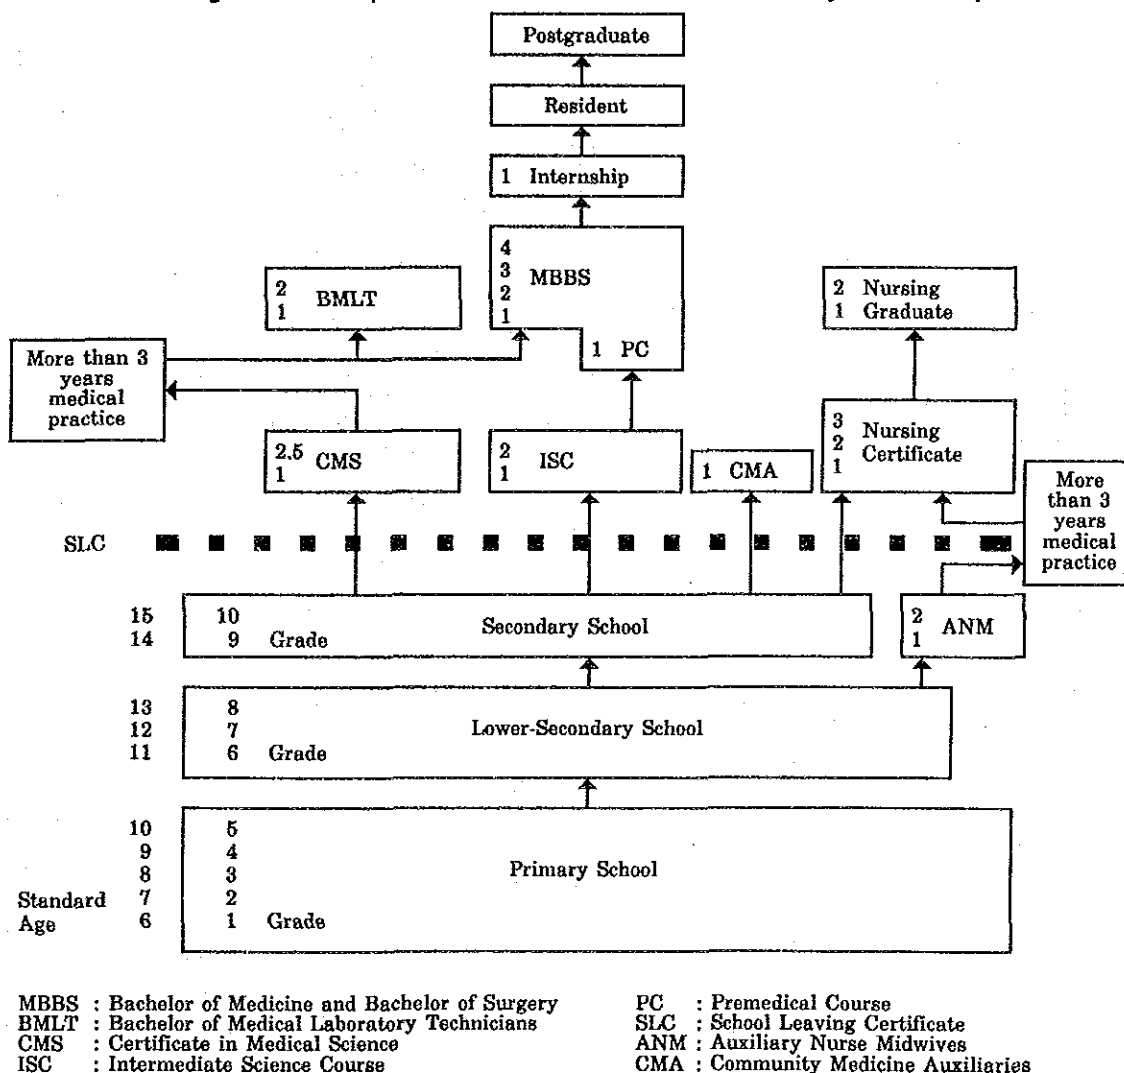 Postgraduate
Resident
1 Internship
4
3
2
1
MBBS
1 PC
2
1
BMLT
2 Nursing
1 Graduate
More than 3
years
medical
practice
2.5
1
CMS
2
1
ISC
1 CMA
3
2
1
Nursing
Certificate
More
than 3
years
medical
practice
SLC
15 10
14 9 Grade
Secondary School
2
1
ANM
13 8
12 7
11 6 Grade
Lower-Secondary School
10 5
9 4
8 3
Standard 7 2
Age 6 1 Grade
Primary School
MBBS : Bachelor of Medicine and Bachelor of Surgery
BMLT : Bachelor of Medical Laboratory Technicians
CMS : Certificate in Medical Science
ISC : Intermediate Science Course
PC : Premedical Course
SLC : School Leaving Certificate
ANM : Auxiliary Nurse Midwives
CMA : Community Medicine Auxiliaries